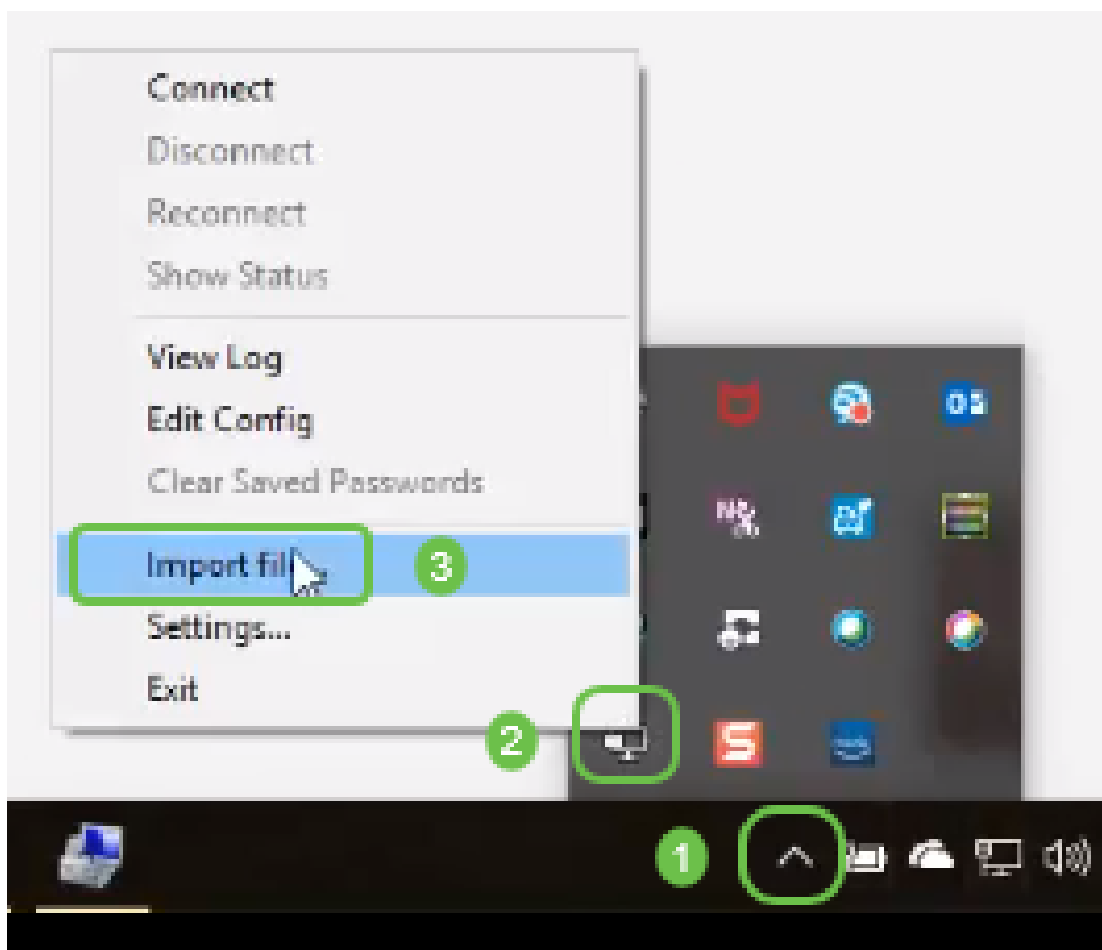 Connect
Disconnect
Reconnect
Show Status
View Log
Edit Config
Clear Saved Passwords
Import fil
3
Settings...
Exit
2
1